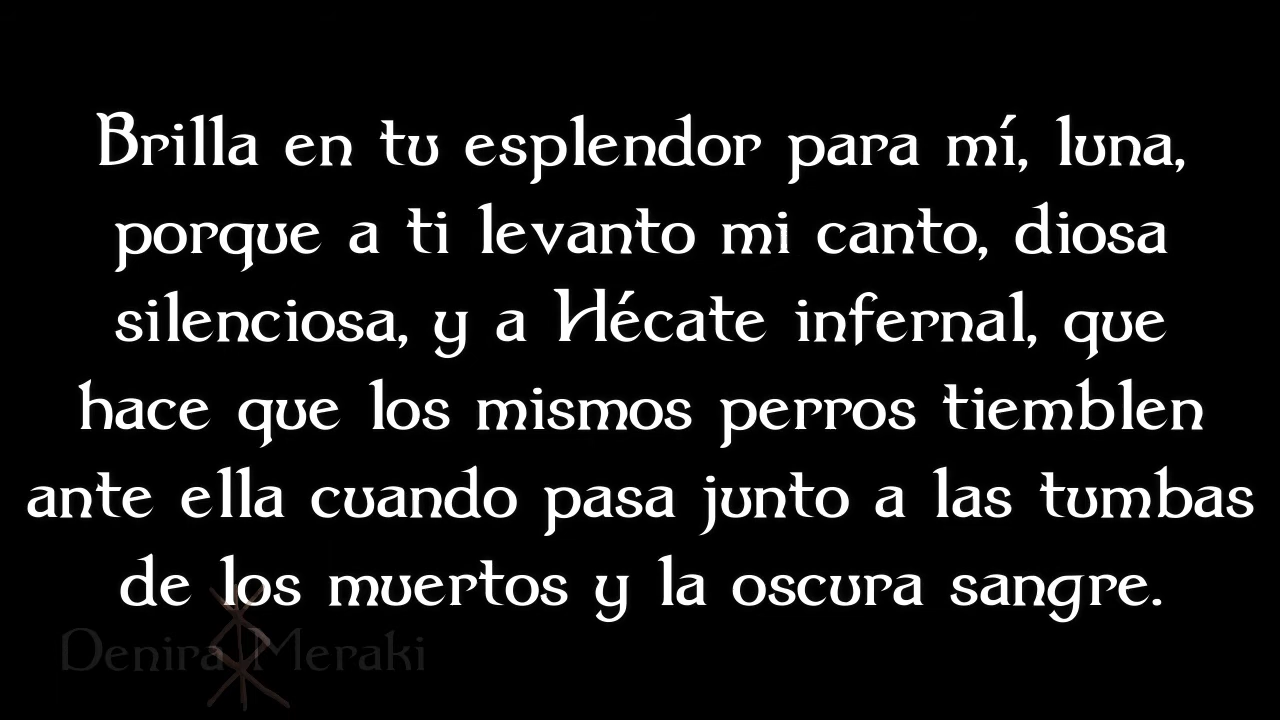 Brilla en tu esplendor para mí, luna,
porque a ti levanto mi canto, diosa
silenciosa, y a Hécate infernal, que
hace que los mismos perros tiemblen
ante ella cuando pasa junto a las tumbas
de los muertos y la oscura sangre.
Denira Meraki